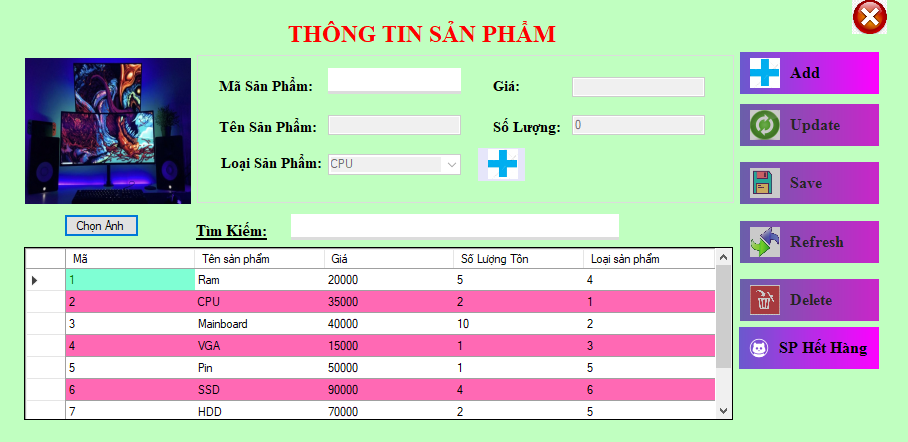 THÔNG TIN SẢN PHẨM
Mã Sản Phẩm:
Giá:
Tên Sản Phẩm:
Số Lượng: 0
Loại Sản Phẩm: CPU
Chọn Ảnh
Tìm Kiếm:
Add
Update
Save
Refresh
Delete
SP Hết Hàng
Mã Tên sản phẩm Giá Số Lượng Tồn Loại sản phẩm
1 Ram 20000 5 4
2 CPU 35000 2 1
3 Mainboard 40000 10 2
4 VGA 15000 1 3
5 Pin 50000 1 5
6 SSD 90000 4 6
7 HDD 70000 2 5